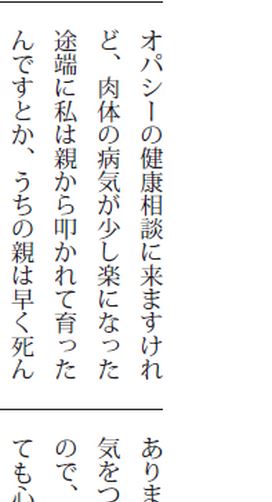 オパシーの健康相談に来ますけれ
ど、肉体の病気が少し楽になった
途端に私は親から叩かれて育った
んですとか、うちの親は早く死ん
ありま
気をつ
ので、
ても心